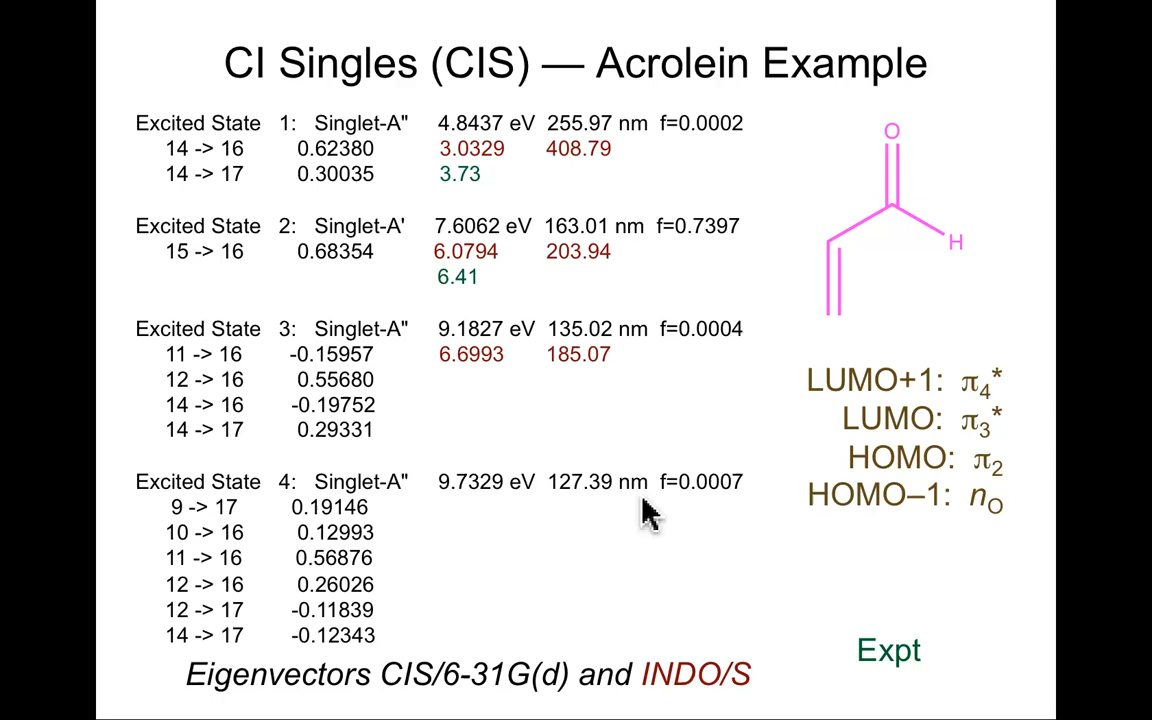 CI Singles (CIS) — Acrolein Example
Excited State 1: Singlet-A" 4.8437 eV 255.97 nm f=0.0002
14 -> 16 0.62380 3.0329 408.79
14 -> 17 0.30035 3.73
Excited State 2: Singlet-A' 7.6062 eV 163.01 nm f=0.7397
15 -> 16 0.68354 6.0794 203.94
6.41
Excited State 3: Singlet-A" 9.1827 eV 135.02 nm f=0.0004
11 -> 16 -0.15957 6.6993 185.07
12 -> 16 0.55680
14 -> 16 -0.19752
14 -> 17 0.29331
Excited State 4: Singlet-A" 9.7329 eV 127.39 nm f=0.0007
9 -> 17 0.19146
10 -> 16 0.12993
11 -> 16 0.56876
12 -> 16 0.26026
12 -> 17 -0.11839
14 -> 17 -0.12343
Eigenvectors CIS/6-31G(d) and INDO/S
O
H
LUMO+1: π₄*
LUMO: π₃*
HOMO: π₂
HOMO–1: n_O
Expt